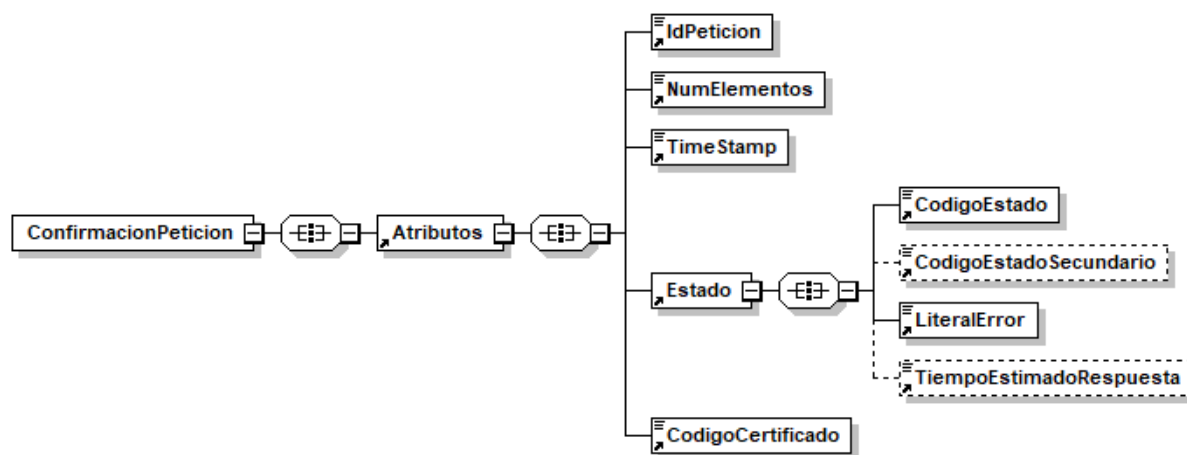 IdPeticion
NumElementos
TimeStamp
ConfirmacionPeticion
Atributos
Estado
CodigoEstado
CodigoEstadoSecundario
LiteralError
TiempoEstimadoRespuesta
CodigoCertificado